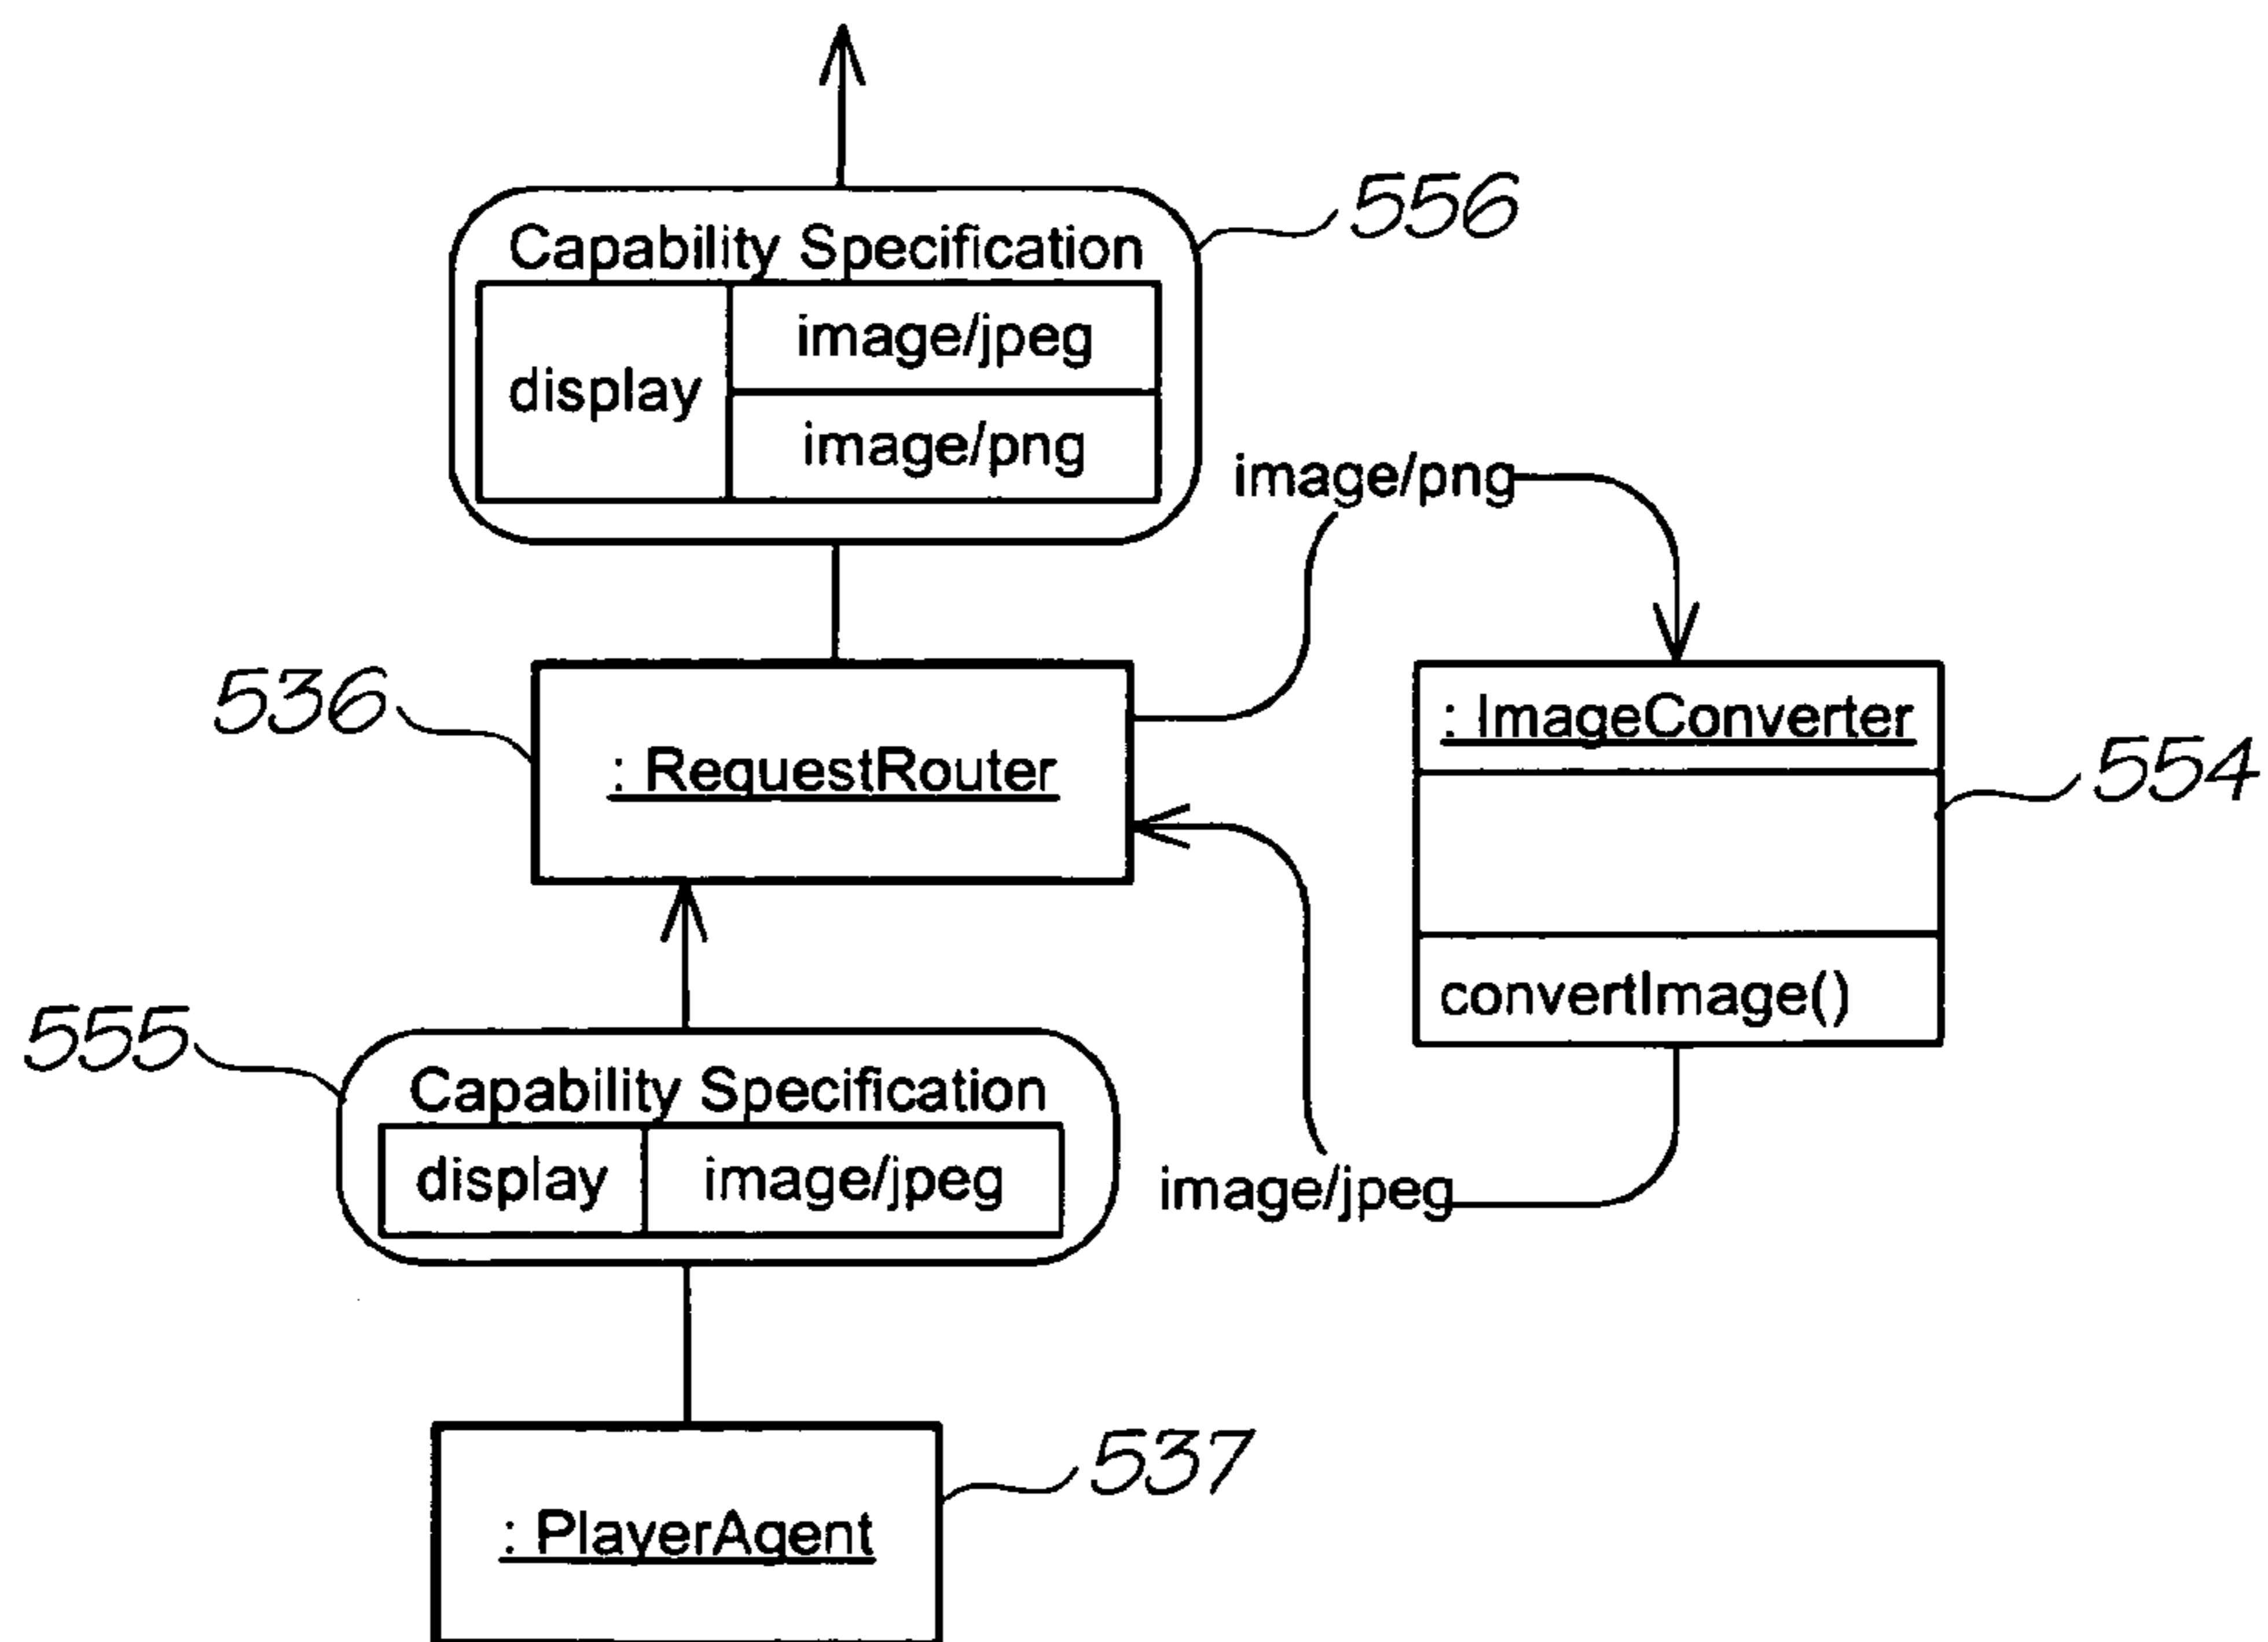 Capability Specification
556
display
image/jpeg
image/png
image/png
536
: RequestRouter
: ImageConverter
554
convertImage()
555
Capability Specification
display
image/jpeg
image/jpeg
537
: PlayerAgent